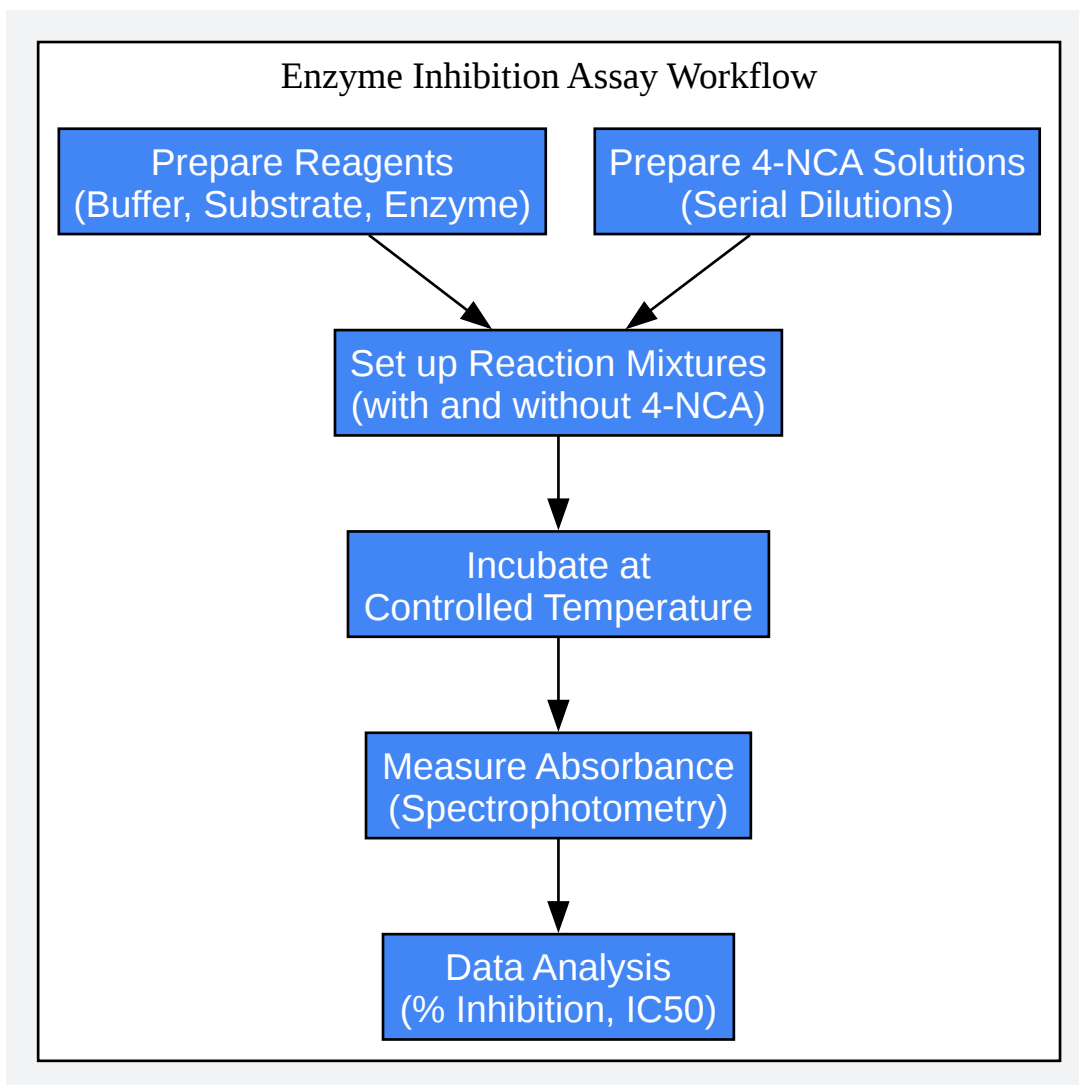 Enzyme Inhibition Assay Workflow
Prepare Reagents
(Buffer, Substrate, Enzyme)
Prepare 4-NCA Solutions
(Serial Dilutions)
Set up Reaction Mixtures
(with and without 4-NCA)
Incubate at
Controlled Temperature
Measure Absorbance
(Spectrophotometry)
Data Analysis
(% Inhibition, IC50)